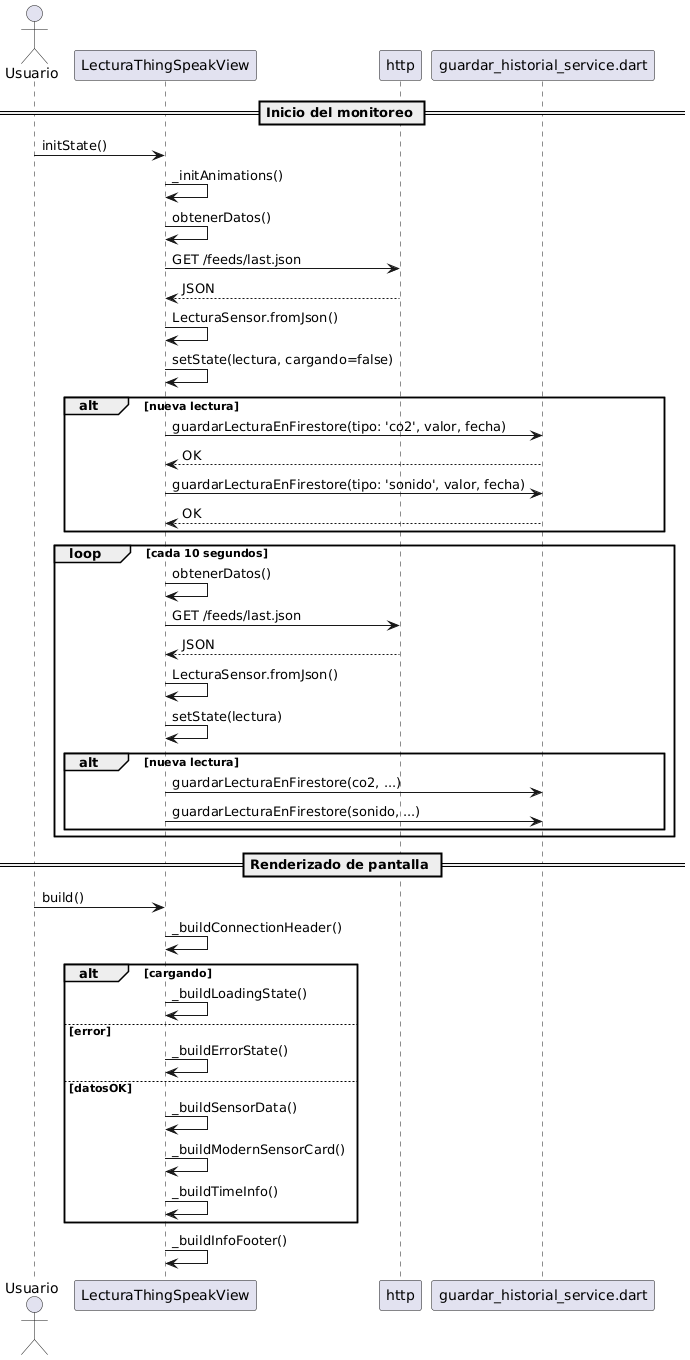 Usuario
LecturaThingSpeakView
http
guardar_historial_service.dart
Inicio del monitoreo
initState()
_initAnimations()
obtenerDatos()
GET /feeds/last.json
JSON
LecturaSensor.fromJson()
setState(lectura, cargando=false)
alt [nueva lectura]
guardarLecturaEnFirestore(tipo: 'co2', valor, fecha)
OK
guardarLecturaEnFirestore(tipo: 'sonido', valor, fecha)
OK
loop [cada 10 segundos]
obtenerDatos()
GET /feeds/last.json
JSON
LecturaSensor.fromJson()
setState(lectura)
alt [nueva lectura]
guardarLecturaEnFirestore(co2, ...)
guardarLecturaEnFirestore(sonido, ...)
Renderizado de pantalla
build()
_buildConnectionHeader()
alt [cargando]
_buildLoadingState()
[error]
_buildErrorState()
[datosOK]
_buildSensorData()
_buildModernSensorCard()
_buildTimeInfo()
_buildInfoFooter()
Usuario
LecturaThingSpeakView
http
guardar_historial_service.dart